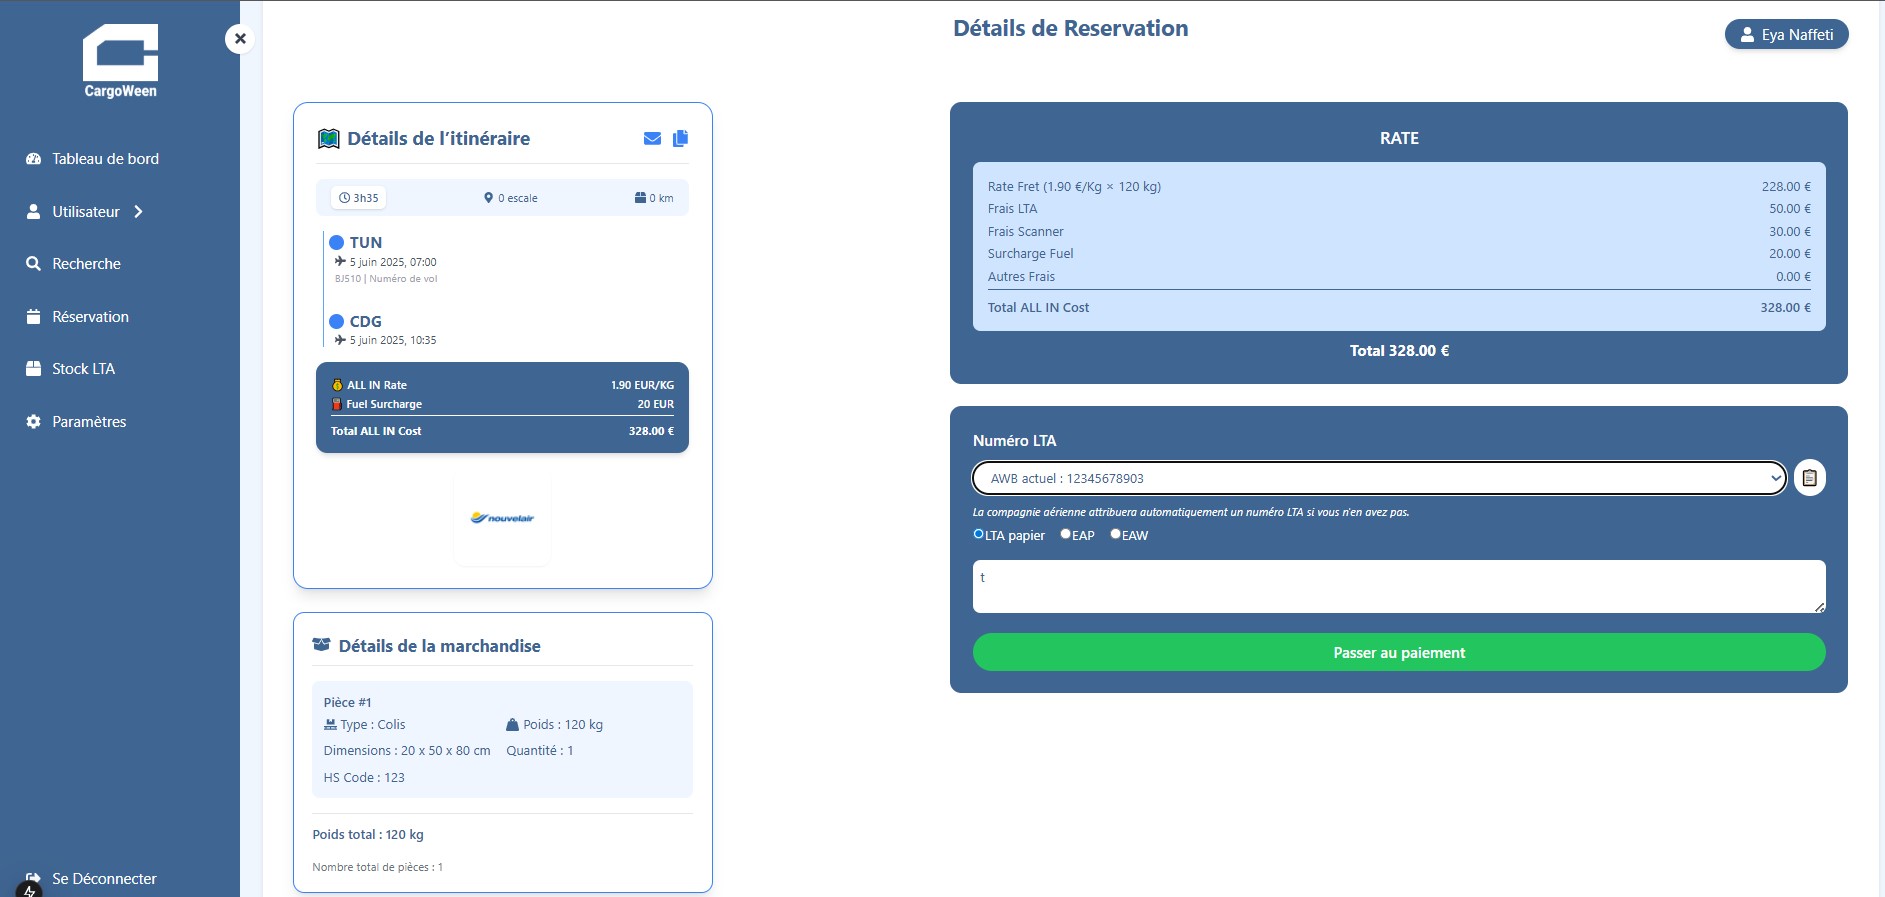 CargoWeen
Tableau de bord
Utilisateur
Recherche
Réservation
Stock LTA
Paramètres
Se Déconnecter
Détails de Reservation
Eya Naffeti
Détails de l'itinéraire
3h35 0 escale 0 km
TUN
5 juin 2025, 07:00
BJ510 | Numéro de vol
CDG
5 juin 2025, 10:35
ALL IN Rate 1.90 EUR/KG
Fuel Surcharge 20 EUR
Total ALL IN Cost 328.00 €
nouvelair
Détails de la marchandise
Pièce #1
Type : Colis Poids : 120 kg
Dimensions : 20 x 50 x 80 cm Quantité : 1
HS Code : 123
Poids total : 120 kg
Nombre total de pièces : 1
RATE
Rate Fret (1.90 €/Kg × 120 kg) 228.00 €
Frais LTA 50.00 €
Frais Scanner 30.00 €
Surcharge Fuel 20.00 €
Autres Frais 0.00 €
Total ALL IN Cost 328.00 €
Total 328.00 €
Numéro LTA
AWB actuel : 12345678903
La compagnie aérienne attribuera automatiquement un numéro LTA si vous n'en avez pas.
LTA papier EAP EAW
t
Passer au paiement